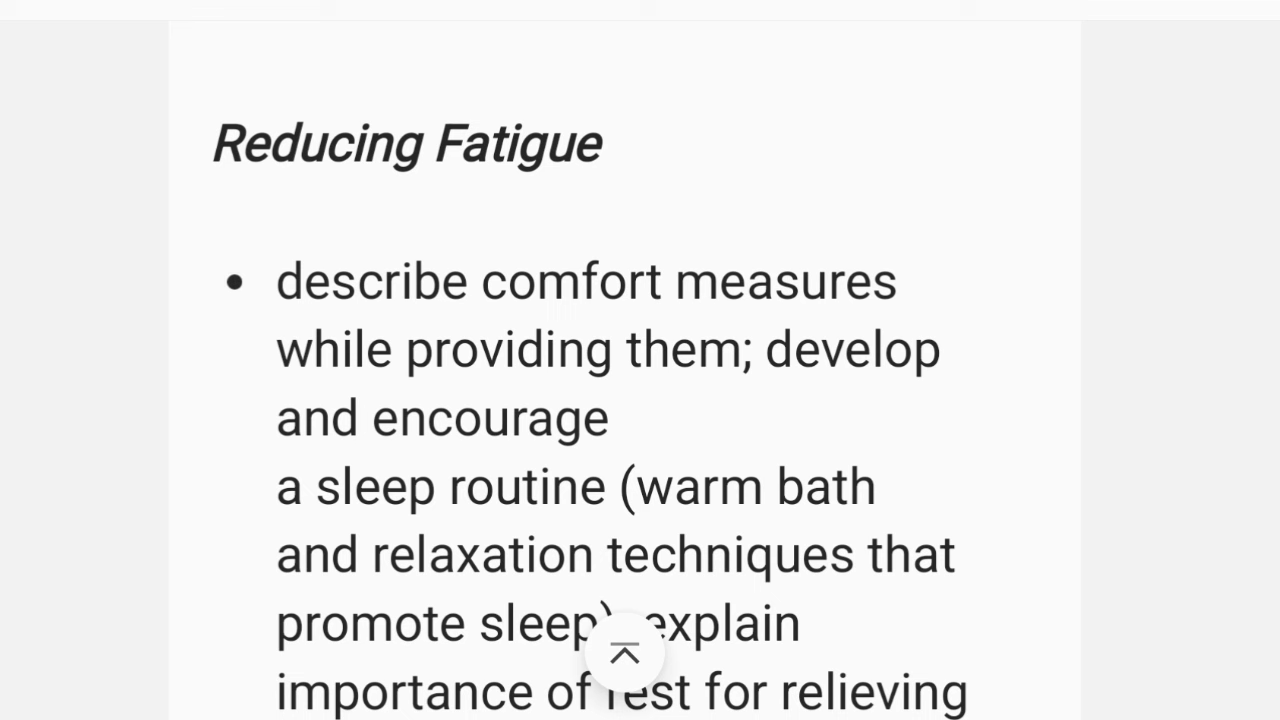 Reducing Fatigue
• describe comfort measures
while providing them; develop
and encourage
a sleep routine (warm bath
and relaxation techniques that
promote sleep) explain
importance of rest for relieving